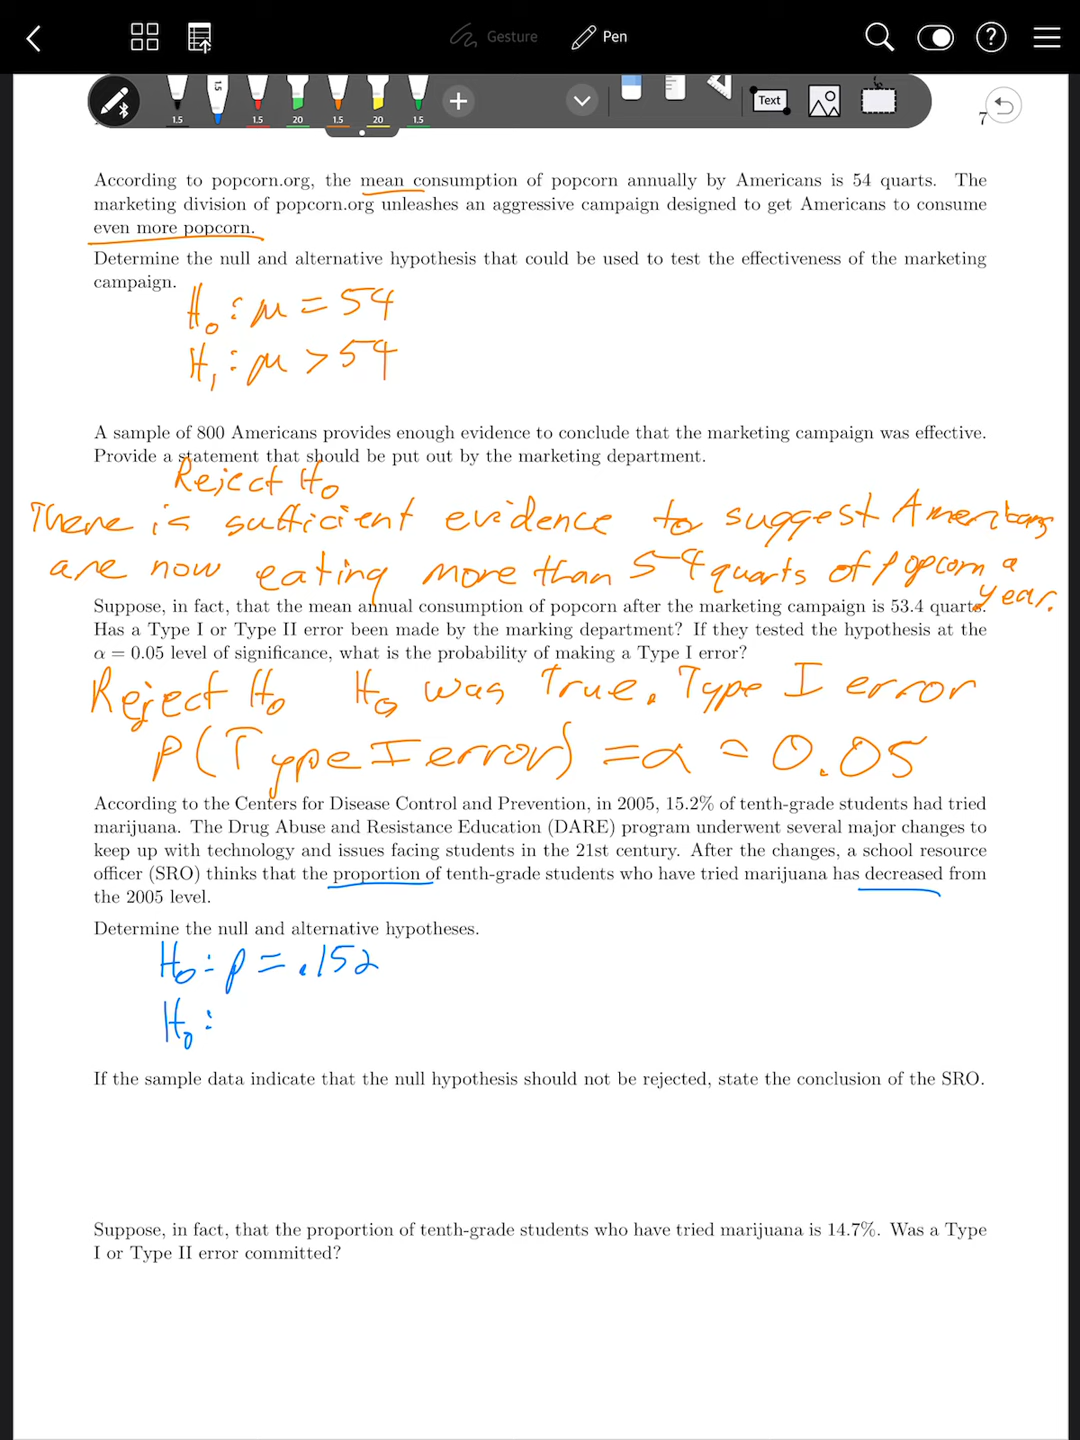 Gesture
Pen
1.5 1.5 1.5 20 1.5 20 1.5
Text
7
According to popcorn.org, the mean consumption of popcorn annually by Americans is 54 quarts. The
marketing division of popcorn.org unleashes an aggressive campaign designed to get Americans to consume
even more popcorn.
Determine the null and alternative hypothesis that could be used to test the effectiveness of the marketing
campaign.
H₀ : μ = 54
H₁ : μ > 54
A sample of 800 Americans provides enough evidence to conclude that the marketing campaign was effective.
Provide a statement that should be put out by the marketing department.
Reject H₀
There is sufficient evidence to suggest Americans
are now eating more than 54 quarts of popcorn a
year.
Suppose, in fact, that the mean annual consumption of popcorn after the marketing campaign is 53.4 quarts.
Has a Type I or Type II error been made by the marking department? If they tested the hypothesis at the
α = 0.05 level of significance, what is the probability of making a Type I error?
Reject H₀ H₀ was True. Type I error
P(Type I error) = α = 0.05
According to the Centers for Disease Control and Prevention, in 2005, 15.2% of tenth-grade students had tried
marijuana. The Drug Abuse and Resistance Education (DARE) program underwent several major changes to
keep up with technology and issues facing students in the 21st century. After the changes, a school resource
officer (SRO) thinks that the proportion of tenth-grade students who have tried marijuana has decreased from
the 2005 level.
Determine the null and alternative hypotheses.
H₀ : p = .152
H₀ :
If the sample data indicate that the null hypothesis should not be rejected, state the conclusion of the SRO.
Suppose, in fact, that the proportion of tenth-grade students who have tried marijuana is 14.7%. Was a Type
I or Type II error committed?